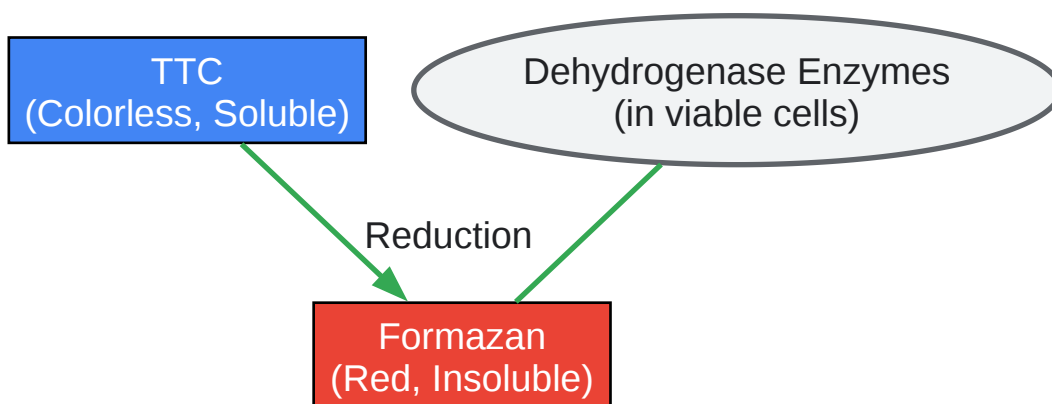 TTC
(Colorless, Soluble)
Dehydrogenase Enzymes
(in viable cells)
Reduction
Formazan
(Red, Insoluble)